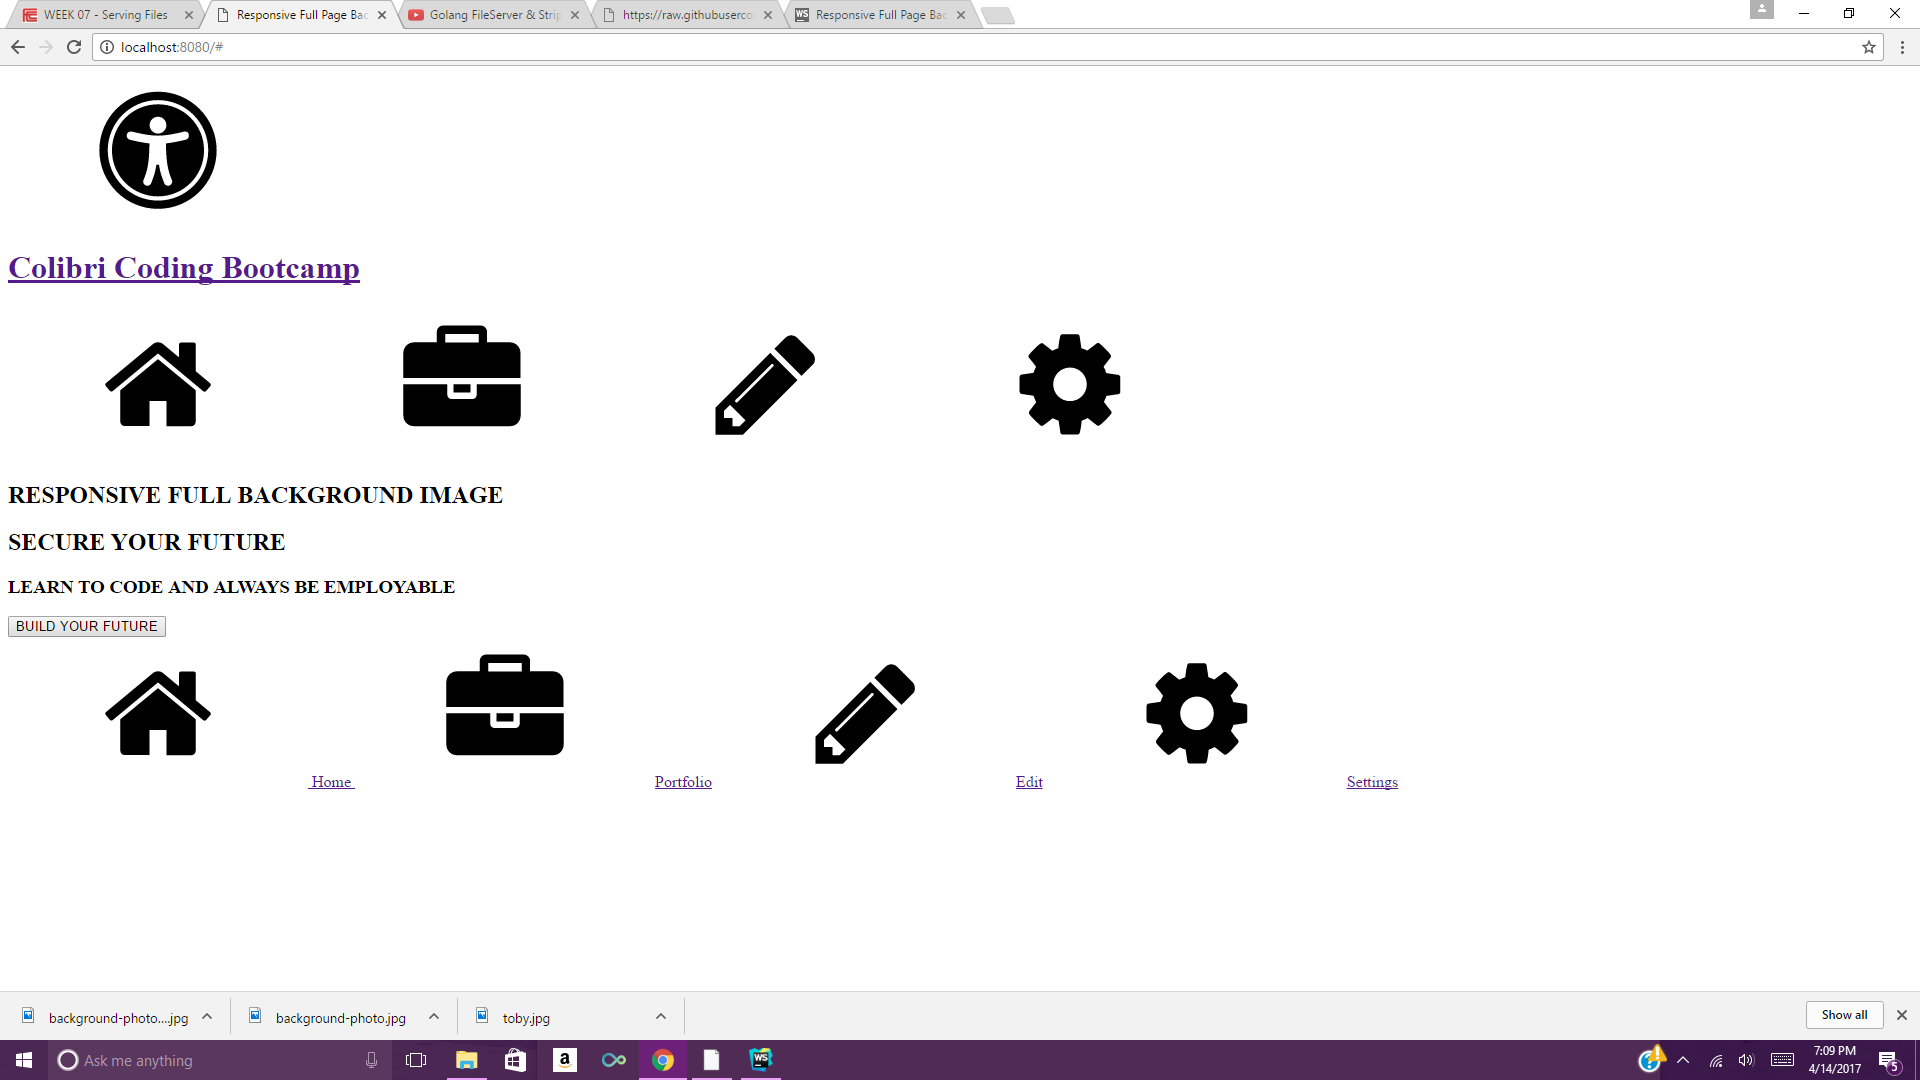 WEEK 07 - Serving Files
Responsive Full Page Bac
Golang FileServer & Strip
https://raw.githubuserco
WS Responsive Full Page Bac
localhost:8080/#
Colibri Coding Bootcamp
RESPONSIVE FULL BACKGROUND IMAGE
SECURE YOUR FUTURE
LEARN TO CODE AND ALWAYS BE EMPLOYABLE
BUILD YOUR FUTURE
Home
Portfolio
Edit
Settings
background-photo....jpg
background-photo.jpg
toby.jpg
Show all
Ask me anything
a
WS
7:09 PM
4/14/2017
5